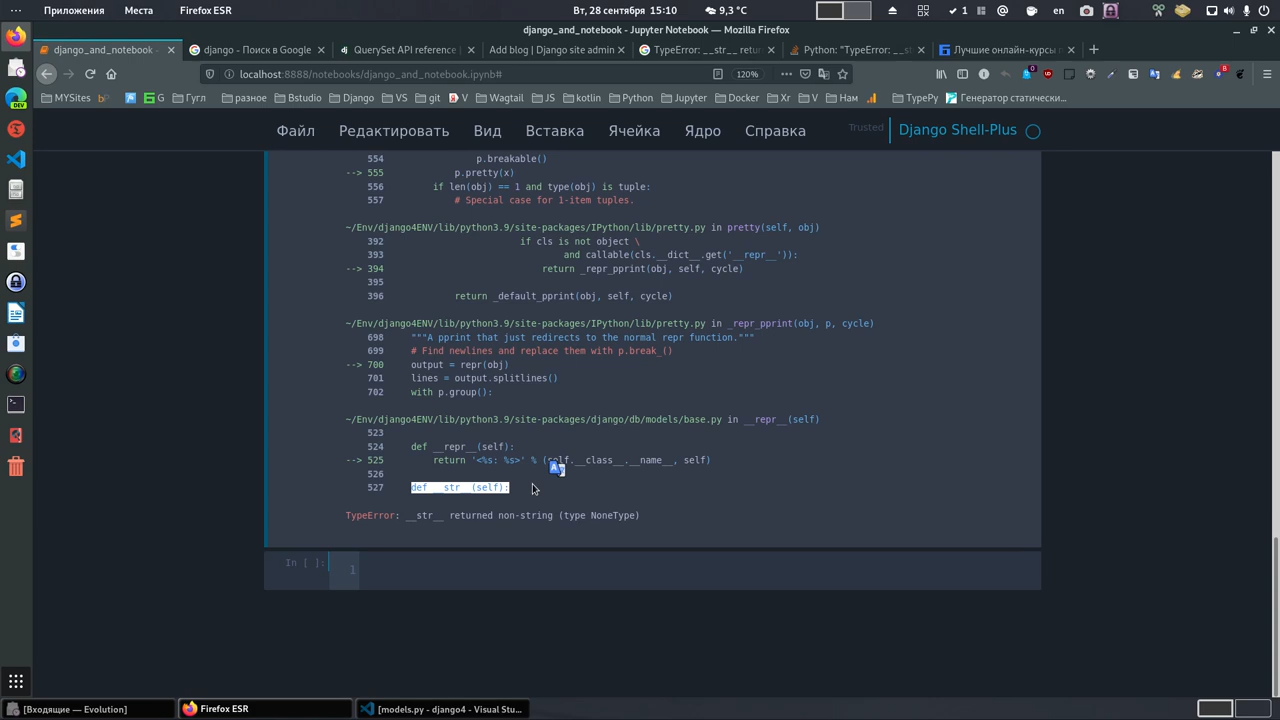 Приложения Места Firefox ESR Вт, 28 сентября 15:10 9,3 °C 1 en
django_and_notebook - Jupyter Notebook — Mozilla Firefox
django_and_notebook - django - Поиск в Google QuerySet API reference Add blog | Django site admin TypeError: __str__ retur Python: "TypeError: __str Лучшие онлайн-курсы п
localhost:8888/notebooks/django_and_notebook.ipynb# 120%
MYSites G Гугл разное Bstudio Django VS git V Wagtail JS kotlin Python Jupyter Docker Xr V Нам TypePy Генератор статически…
Файл Редактировать Вид Вставка Ячейка Ядро Справка Trusted Django Shell-Plus
554 p.breakable()
--> 555 p.pretty(x)
556 if len(obj) == 1 and type(obj) is tuple:
557 # Special case for 1-item tuples.
~/Env/django4ENV/lib/python3.9/site-packages/IPython/lib/pretty.py in pretty(self, obj)
392 if cls is not object \
393 and callable(cls.__dict__.get('__repr__')):
--> 394 return _repr_pprint(obj, self, cycle)
395
396 return _default_pprint(obj, self, cycle)
~/Env/django4ENV/lib/python3.9/site-packages/IPython/lib/pretty.py in _repr_pprint(obj, p, cycle)
698 """A pprint that just redirects to the normal repr function."""
699 # Find newlines and replace them with p.break_()
--> 700 output = repr(obj)
701 lines = output.splitlines()
702 with p.group():
~/Env/django4ENV/lib/python3.9/site-packages/django/db/models/base.py in __repr__(self)
523
524 def __repr__(self):
--> 525 return '<%s: %s>' % (self.__class__.__name__, self)
526
527 def __str__(self):
TypeError: __str__ returned non-string (type NoneType)
In [ ]: 1
[Входящие — Evolution] Firefox ESR [models.py - django4 - Visual Stu…